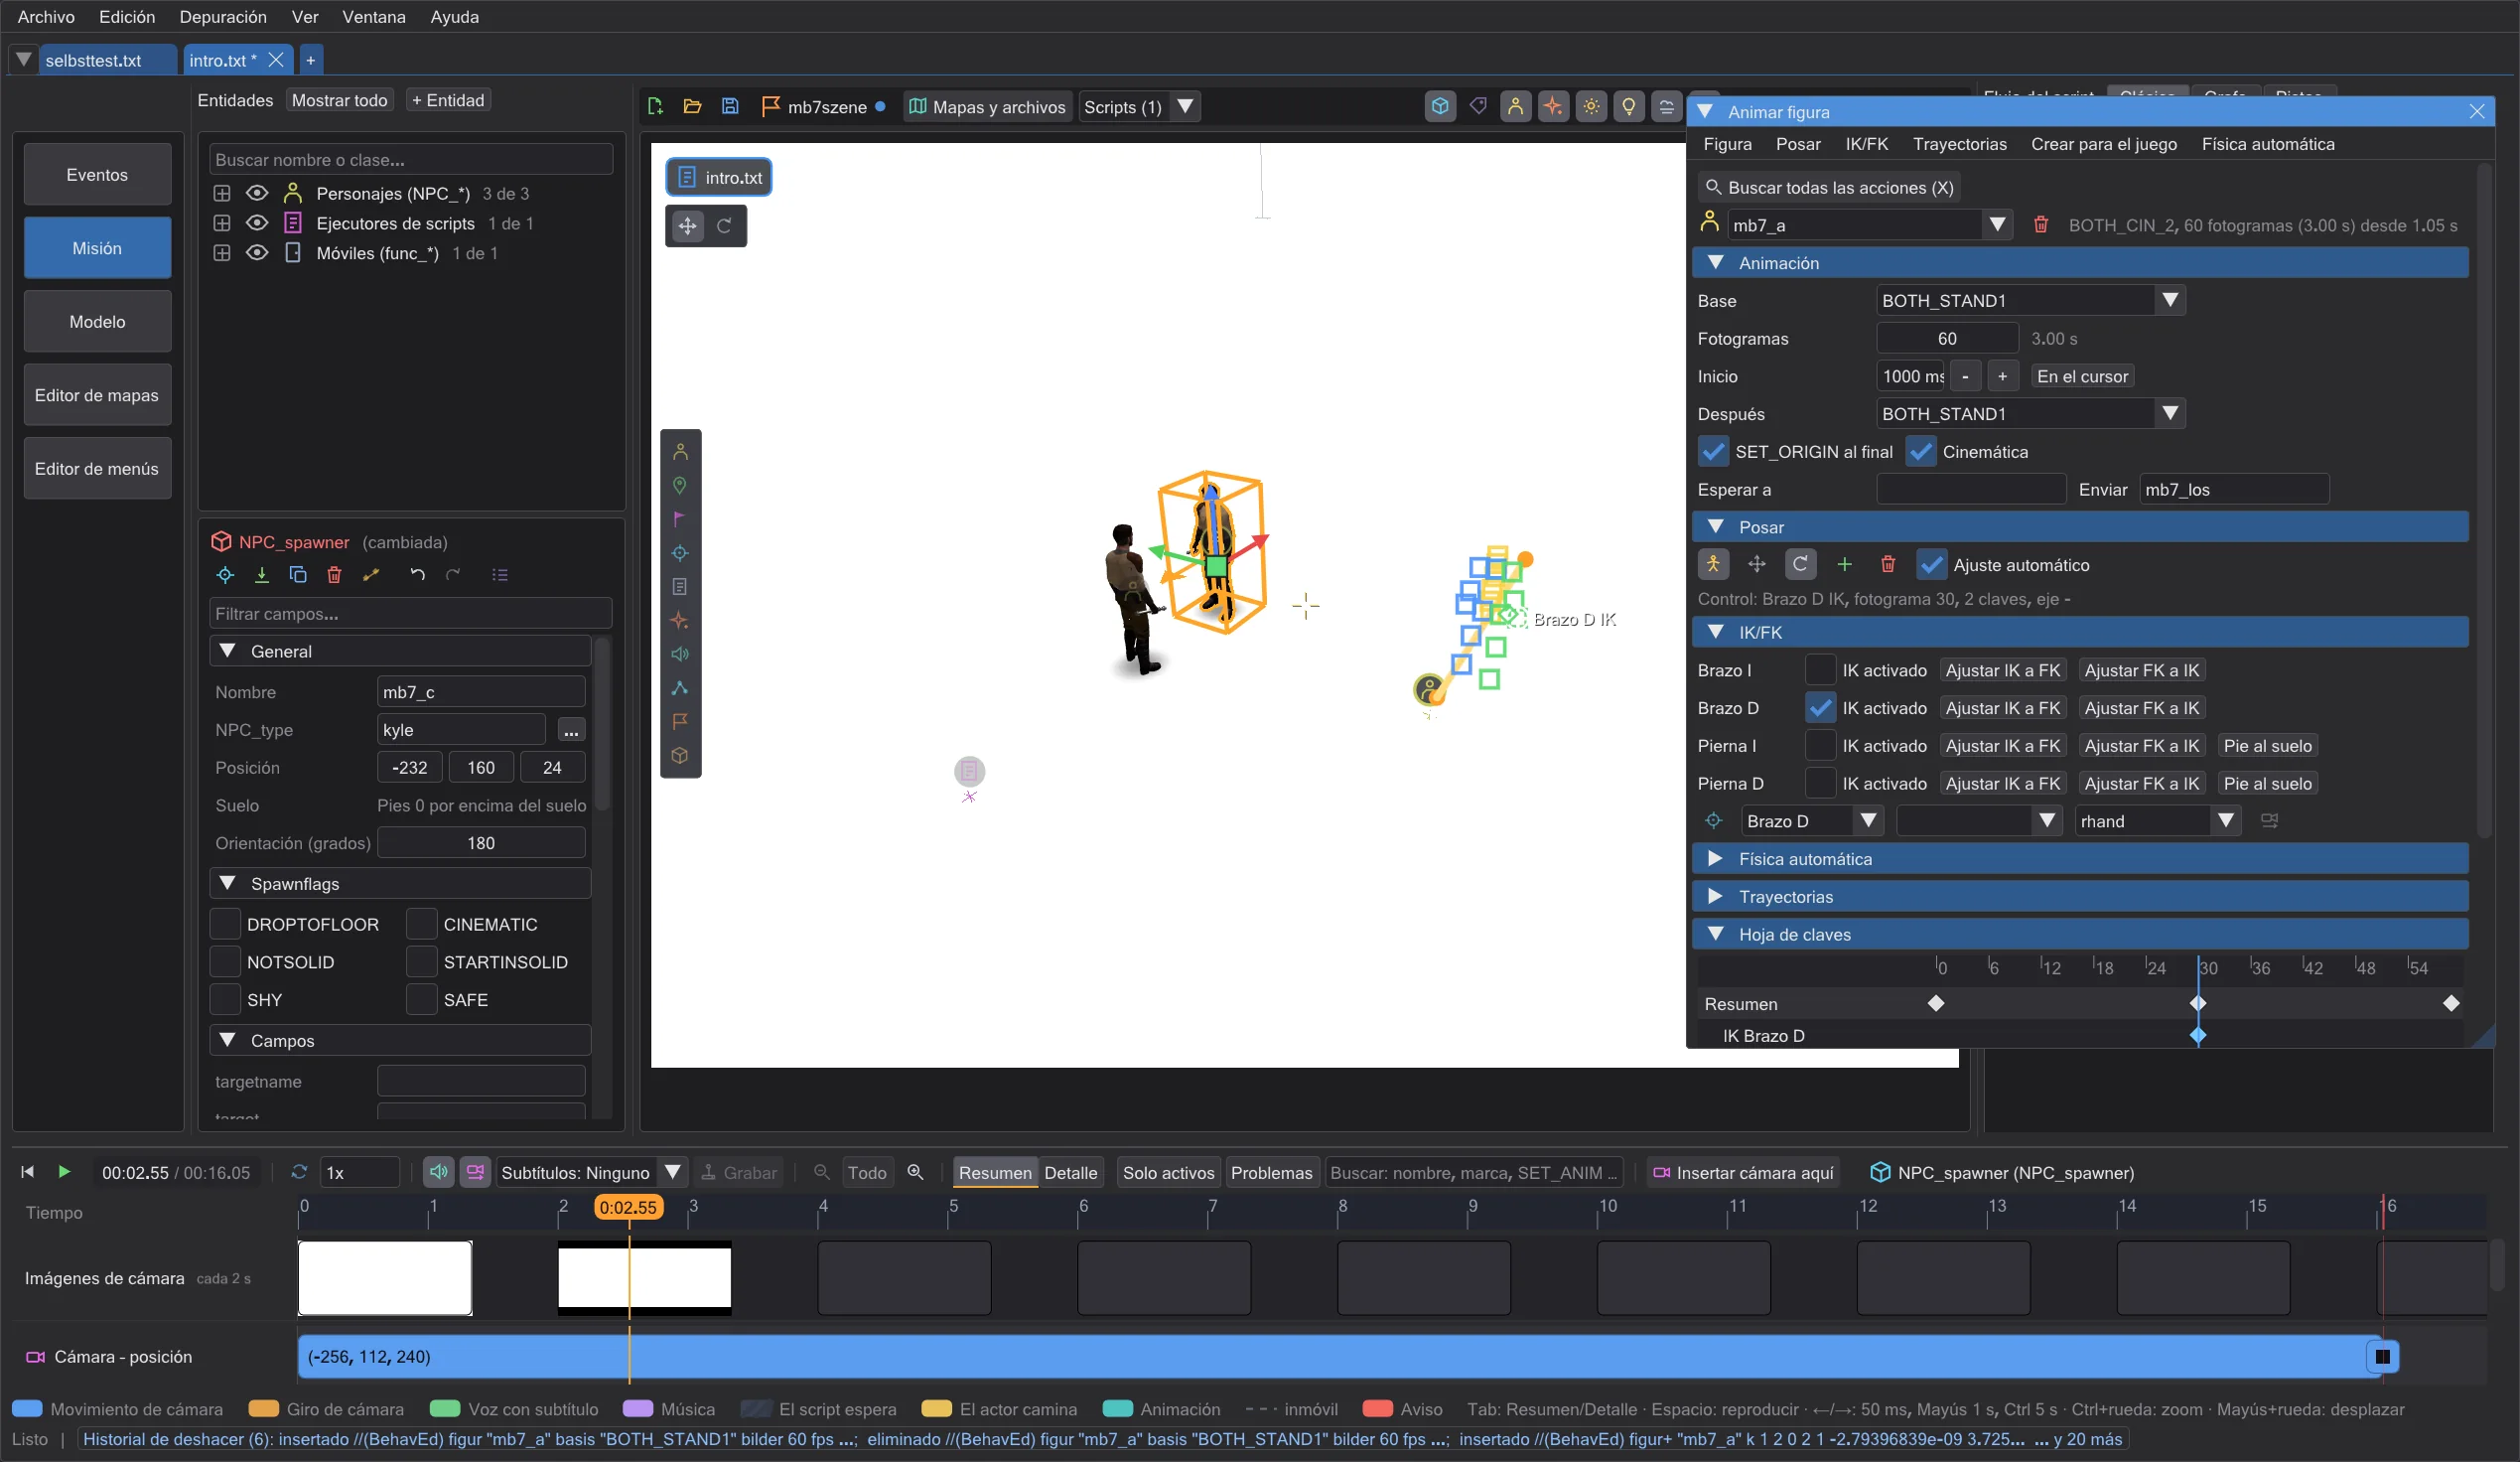 Archivo Edición Depuración Ver Ventana Ayuda
selbsttest.txt intro.txt * +
Entidades Mostrar todo + Entidad
mb7szene Mapas y archivos Scripts (1)
Eventos
Misión
Modelo
Editor de mapas
Editor de menús
Buscar nombre o clase...
Personajes (NPC_*) 3 de 3
Ejecutores de scripts 1 de 1
Móviles (func_*) 1 de 1
NPC_spawner (cambiada)
Filtrar campos...
General
Nombre mb7_c
NPC_type kyle ...
Posición -232 160 24
Suelo Pies 0 por encima del suelo
Orientación (grados) 180
Spawnflags
DROPTOFLOOR CINEMATIC
NOTSOLID STARTINSOLID
SHY SAFE
Campos
targetname
intro.txt
Brazo D IK
Animar figura
Figura Posar IK/FK Trayectorias Crear para el juego Física automática
Buscar todas las acciones (X)
mb7_a BOTH_CIN_2, 60 fotogramas (3.00 s) desde 1.05 s
Animación
Base BOTH_STAND1
Fotogramas 60 3.00 s
Inicio 1000 ms - + En el cursor
Después BOTH_STAND1
SET_ORIGIN al final Cinemática
Esperar a Enviar mb7_los
Posar
Ajuste automático
Control: Brazo D IK, fotograma 30, 2 claves, eje -
IK/FK
Brazo I IK activado Ajustar IK a FK Ajustar FK a IK
Brazo D IK activado Ajustar IK a FK Ajustar FK a IK
Pierna I IK activado Ajustar IK a FK Ajustar FK a IK Pie al suelo
Pierna D IK activado Ajustar IK a FK Ajustar FK a IK Pie al suelo
Brazo D rhand
Física automática
Trayectorias
Hoja de claves
0 6 12 18 24 30 36 42 48 54
Resumen
IK Brazo D
00:02.55 / 00:16.05 1x Subtítulos: Ninguno Grabar Todo Resumen Detalle Solo activos Problemas Buscar: nombre, marca, SET_ANIM ... Insertar cámara aquí NPC_spawner (NPC_spawner)
Tiempo 0 1 2 0:02.55 3 4 5 6 7 8 9 10 11 12 13 14 15 16
Imágenes de cámara cada 2 s
Cámara - posición (-256, 112, 240)
Movimiento de cámara Giro de cámara Voz con subtítulo Música El script espera El actor camina Animación inmóvil Aviso Tab: Resumen/Detalle · Espacio: reproducir · ←/→: 50 ms, Mayús 1 s, Ctrl 5 s · Ctrl+rueda: zoom · Mayús+rueda: desplazar
Listo | Historial de deshacer (6): insertado //(BehavEd) figur "mb7_a" basis "BOTH_STAND1" bilder 60 fps ...; eliminado //(BehavEd) figur "mb7_a" basis "BOTH_STAND1" bilder 60 fps ...; insertado //(BehavEd) figur+ "mb7_a" k 1 2 0 2 1 -2.79396839e-09 3.725... ... y 20 más